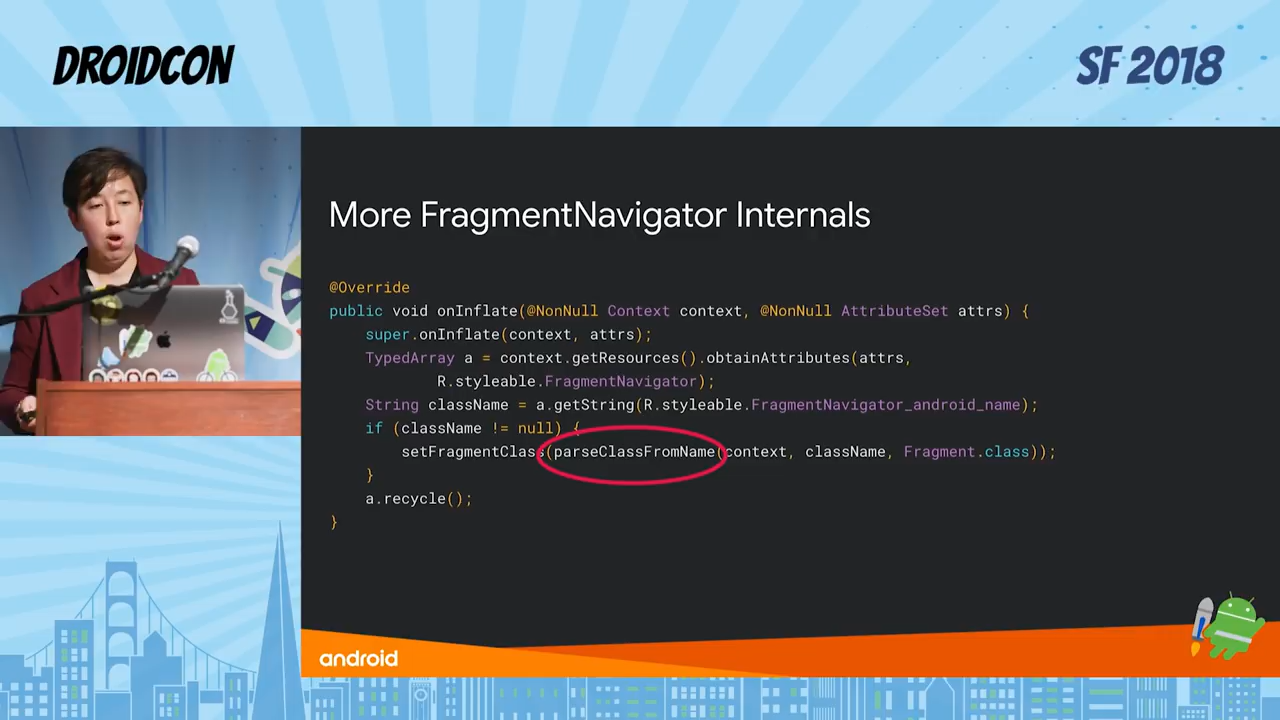 DROIDCON
SF 2018
More FragmentNavigator Internals
@Override
public void onInflate(@NonNull Context context, @NonNull AttributeSet attrs) {
super.onInflate(context, attrs);
TypedArray a = context.getResources().obtainAttributes(attrs,
R.styleable.FragmentNavigator);
String className = a.getString(R.styleable.FragmentNavigator_android_name);
if (className != null) {
setFragmentClass(parseClassFromName(context, className, Fragment.class));
}
a.recycle();
}
android